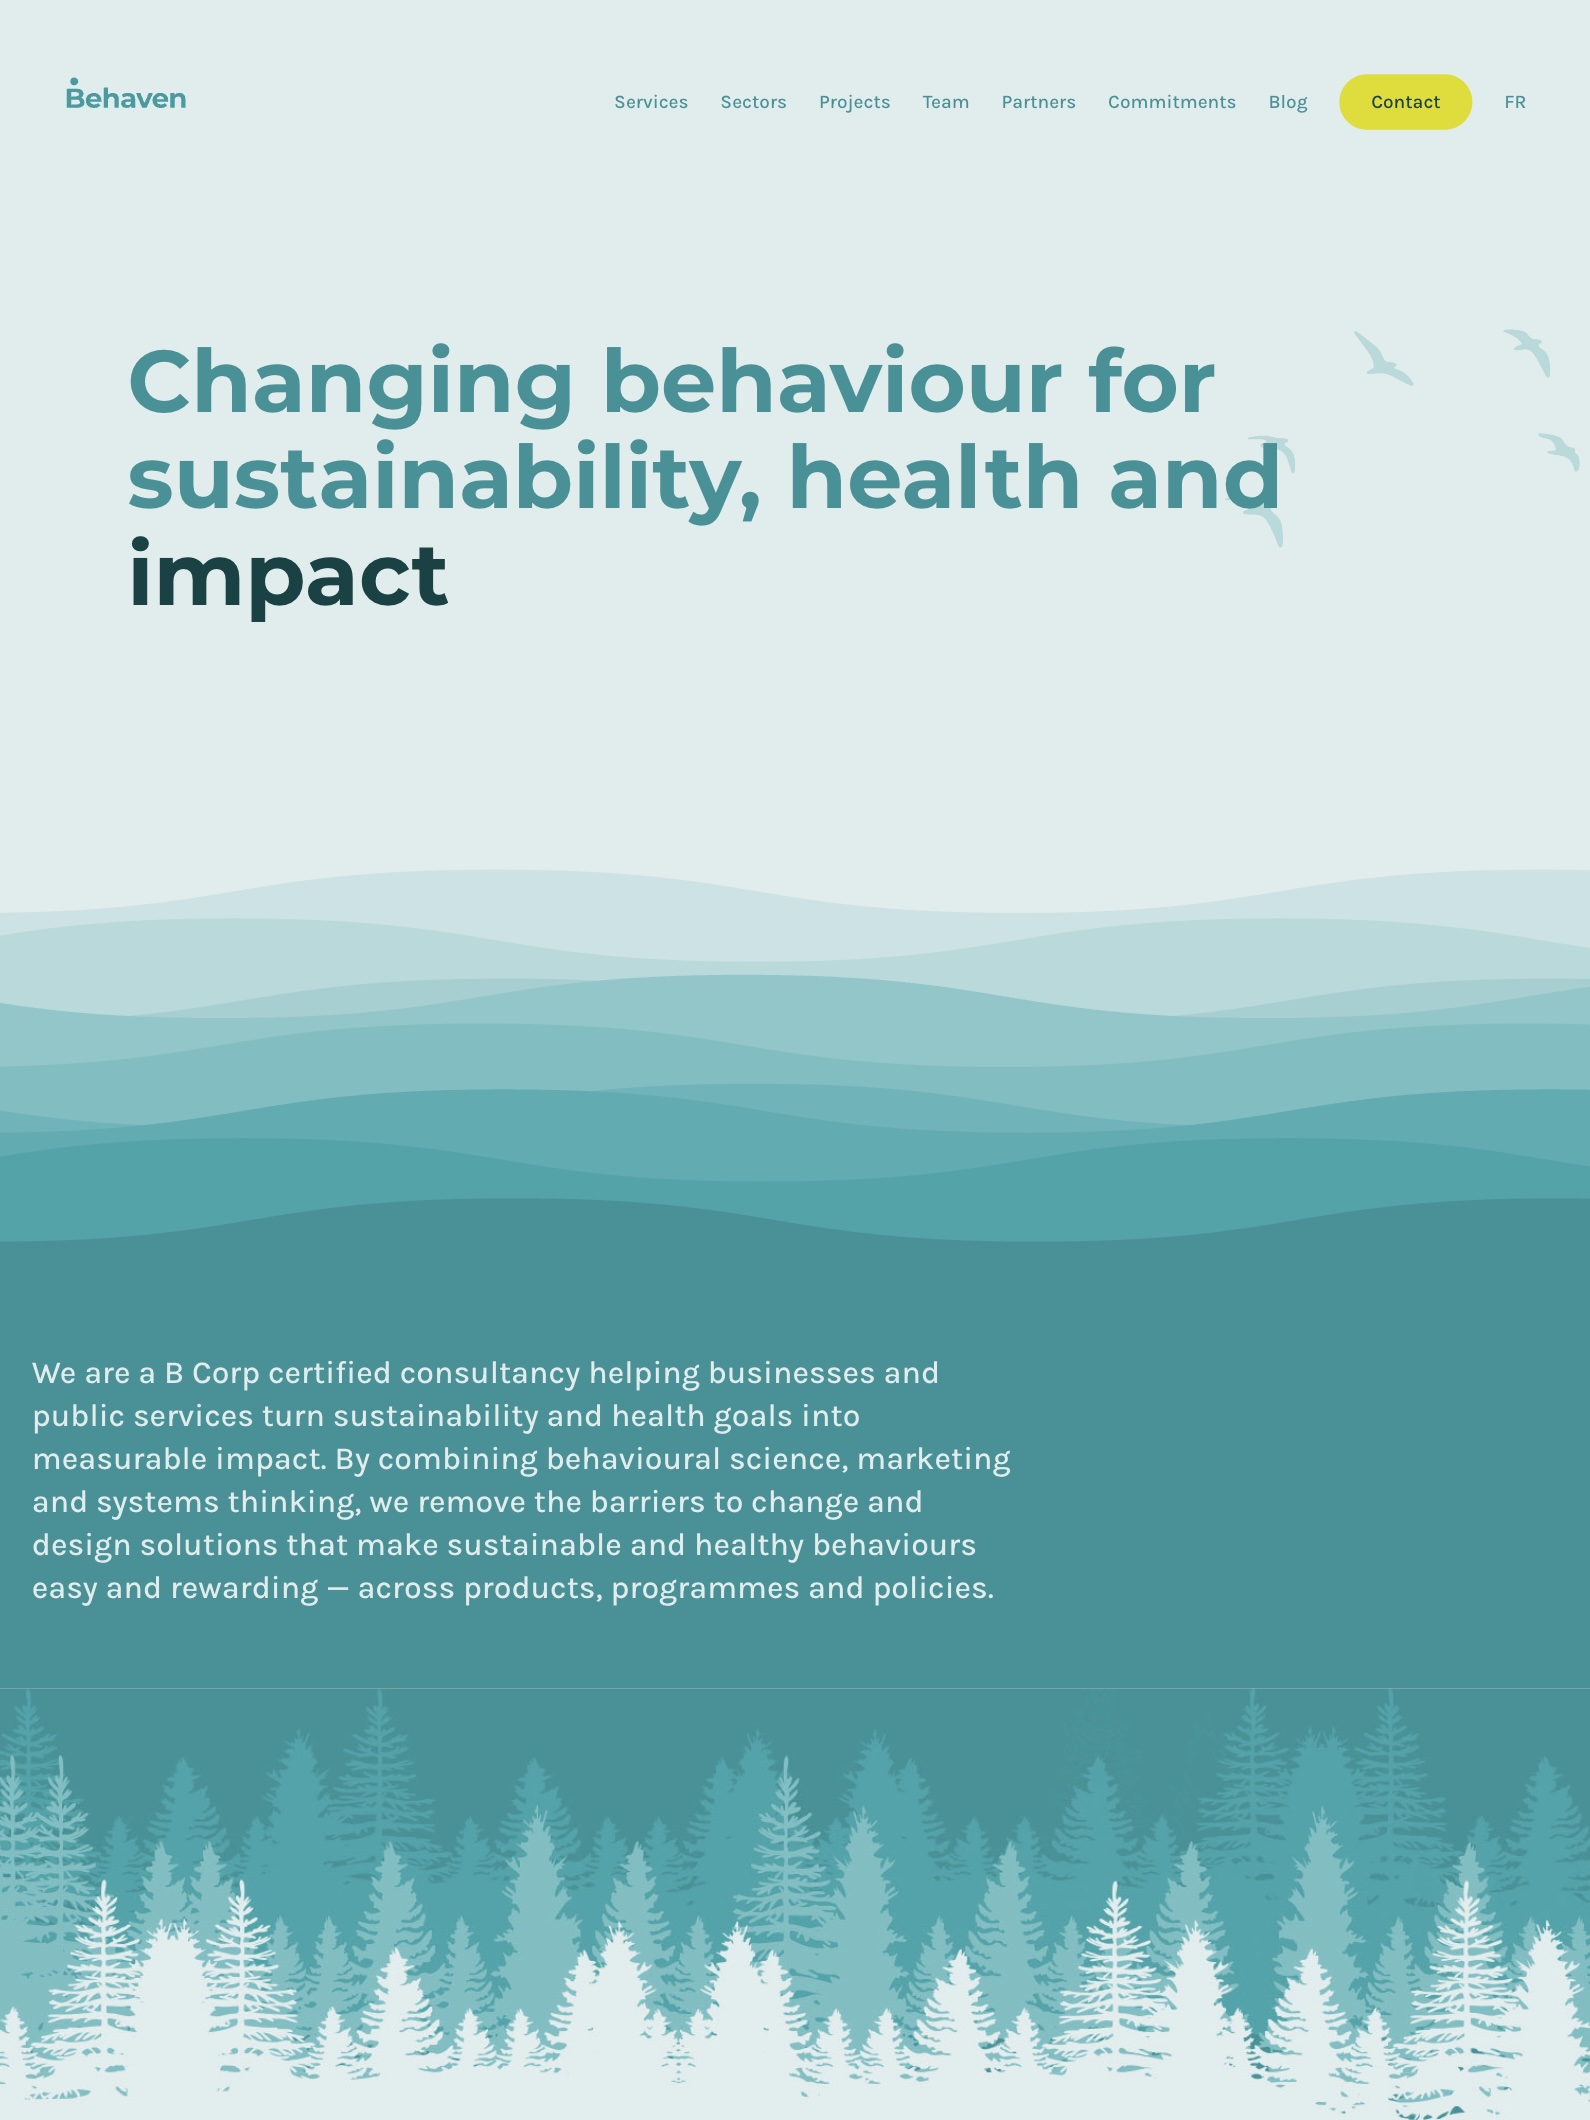 Behaven
Services Sectors Projects Team Partners Commitments Blog Contact FR
Changing behaviour for
sustainability, health and
impact
We are a B Corp certified consultancy helping businesses and
public services turn sustainability and health goals into
measurable impact. By combining behavioural science, marketing
and systems thinking, we remove the barriers to change and
design solutions that make sustainable and healthy behaviours
easy and rewarding — across products, programmes and policies.